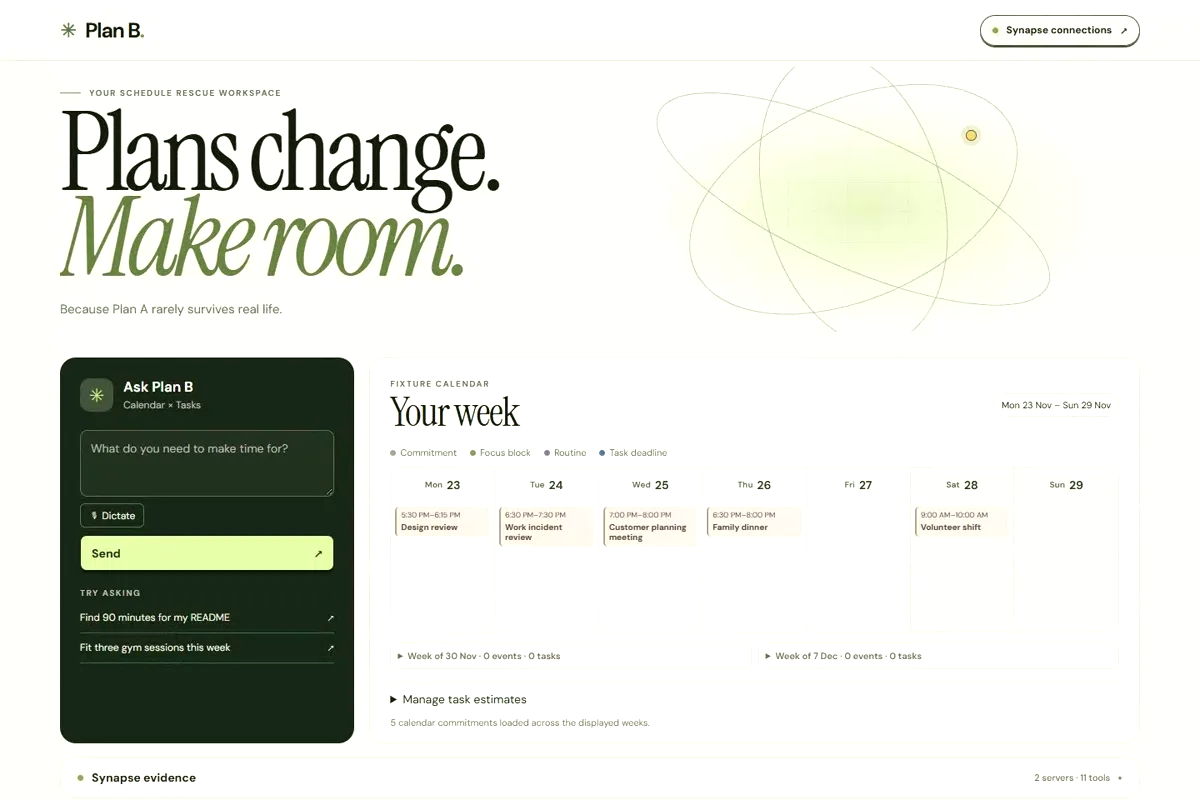 Plan B.
Synapse connections ↗
YOUR SCHEDULE RESCUE WORKSPACE
Plans change.
Make room.
Because Plan A rarely survives real life.
Ask Plan B
Calendar × Tasks
What do you need to make time for?
Dictate
Send ↗
TRY ASKING
Find 90 minutes for my README ↗
Fit three gym sessions this week ↗
FIXTURE CALENDAR
Your week
Mon 23 Nov – Sun 29 Nov
Commitment Focus block Routine Task deadline
Mon 23 Tue 24 Wed 25 Thu 26 Fri 27 Sat 28 Sun 29
5:30 PM–6:15 PM
Design review
6:30 PM–7:30 PM
Work incident
review
7:00 PM–8:00 PM
Customer planning
meeting
6:30 PM–8:00 PM
Family dinner
9:00 AM–10:00 AM
Volunteer shift
▶ Week of 30 Nov · 0 events · 0 tasks
▶ Week of 7 Dec · 0 events · 0 tasks
▶ Manage task estimates
5 calendar commitments loaded across the displayed weeks.
Synapse evidence
2 servers · 11 tools +